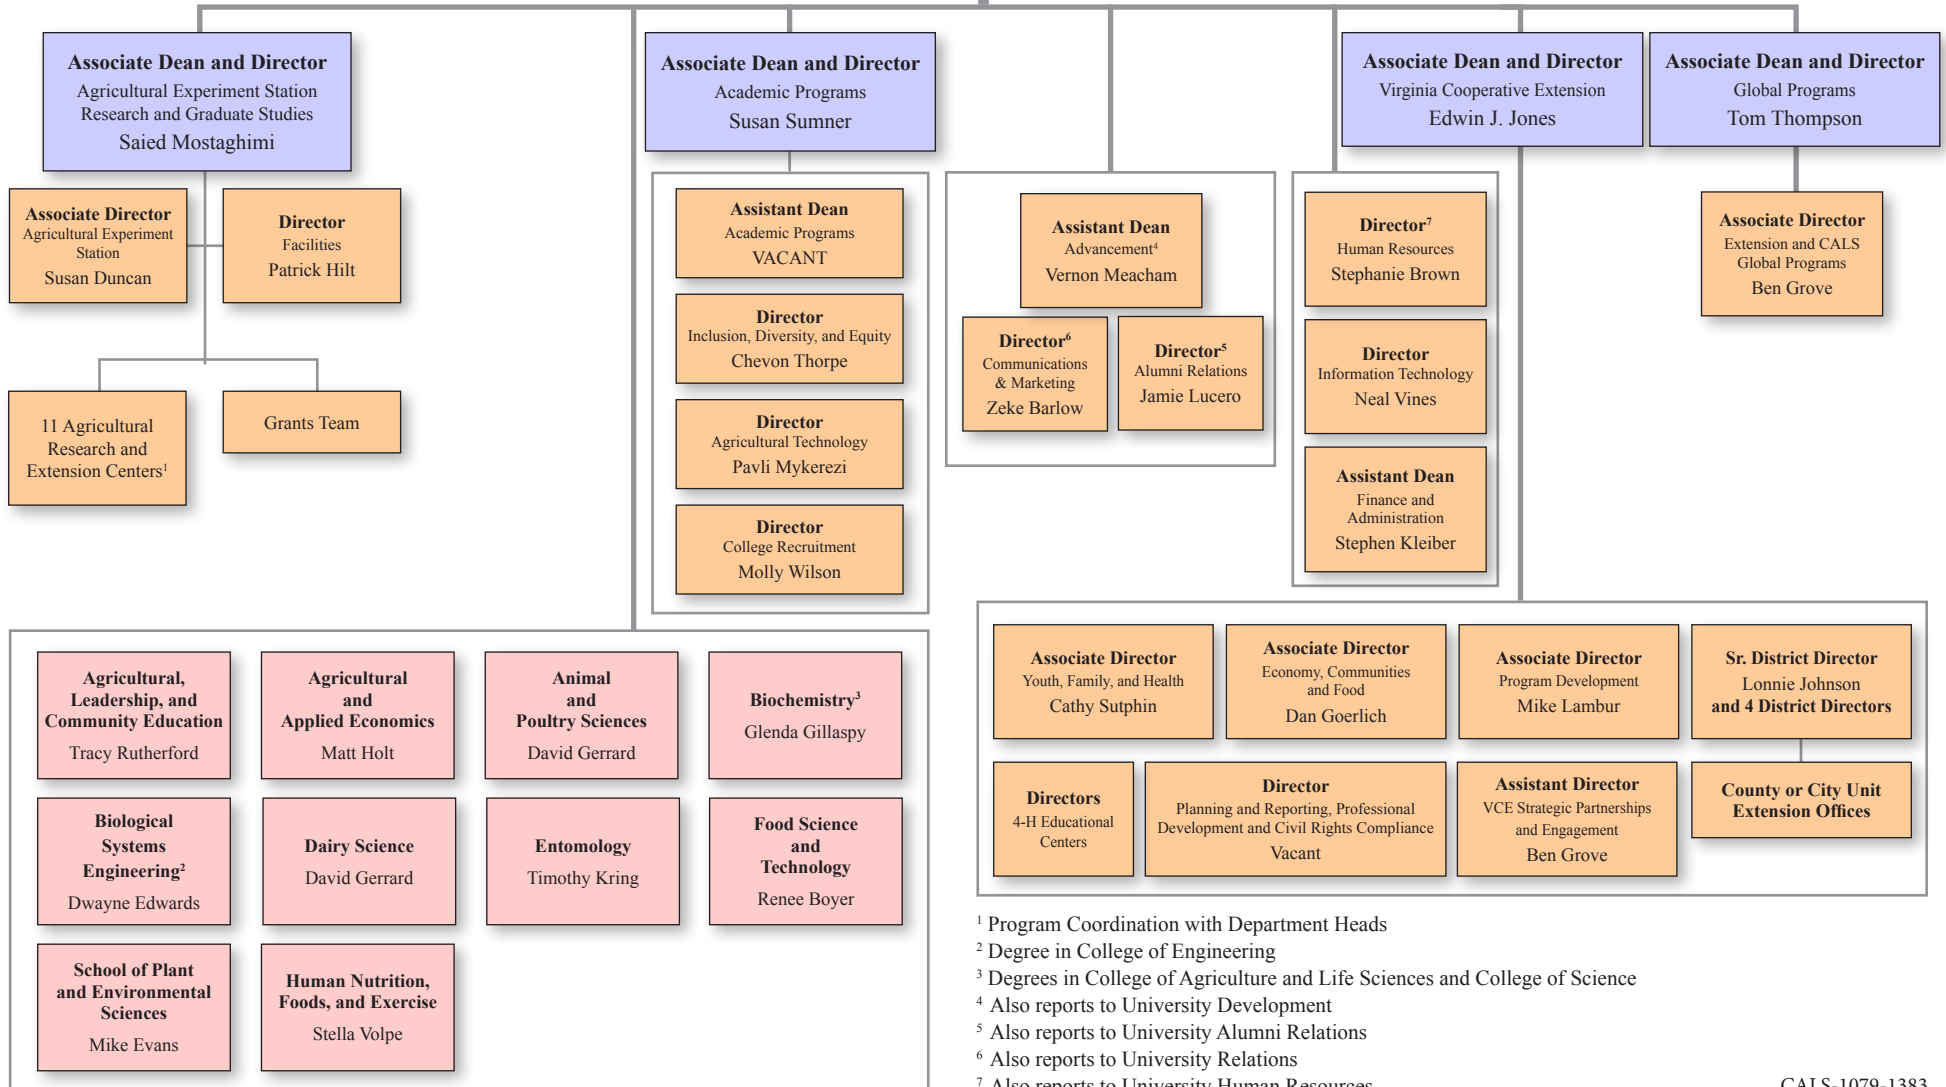 Associate Dean and Director
Agricultural Experiment Station
Research and Graduate Studies
Saied Mostaghimi
Associate Dean and Director
Academic Programs
Susan Sumner
Associate Dean and Director
Virginia Cooperative Extension
Edwin J. Jones
Associate Dean and Director
Global Programs
Tom Thompson
Associate Director
Agricultural Experiment
Station
Susan Duncan
Director
Facilities
Patrick Hilt
11 Agricultural
Research and
Extension Centers¹
Grants Team
Assistant Dean
Academic Programs
VACANT
Director
Inclusion, Diversity, and Equity
Chevon Thorpe
Director
Agricultural Technology
Pavli Mykerezi
Director
College Recruitment
Molly Wilson
Assistant Dean
Advancement⁴
Vernon Meacham
Director⁶
Communications
& Marketing
Zeke Barlow
Director⁵
Alumni Relations
Jamie Lucero
Director⁷
Human Resources
Stephanie Brown
Director
Information Technology
Neal Vines
Assistant Dean
Finance and
Administration
Stephen Kleiber
Associate Director
Extension and CALS
Global Programs
Ben Grove
Agricultural,
Leadership, and
Community Education
Tracy Rutherford
Agricultural
and
Applied Economics
Matt Holt
Animal
and
Poultry Sciences
David Gerrard
Biochemistry³
Glenda Gillaspy
Biological
Systems
Engineering²
Dwayne Edwards
Dairy Science
David Gerrard
Entomology
Timothy Kring
Food Science
and
Technology
Renee Boyer
School of Plant
and Environmental
Sciences
Mike Evans
Human Nutrition,
Foods, and Exercise
Stella Volpe
Associate Director
Youth, Family, and Health
Cathy Sutphin
Associate Director
Economy, Communities
and Food
Dan Goerlich
Associate Director
Program Development
Mike Lambur
Sr. District Director
Lonnie Johnson
and 4 District Directors
Directors
4-H Educational
Centers
Director
Planning and Reporting, Professional
Development and Civil Rights Compliance
Vacant
Assistant Director
VCE Strategic Partnerships
and Engagement
Ben Grove
County or City Unit
Extension Offices
¹ Program Coordination with Department Heads
² Degree in College of Engineering
³ Degrees in College of Agriculture and Life Sciences and College of Science
⁴ Also reports to University Development
⁵ Also reports to University Alumni Relations
⁶ Also reports to University Relations
⁷ Also reports to University Human Resources
CALS-1079-1383